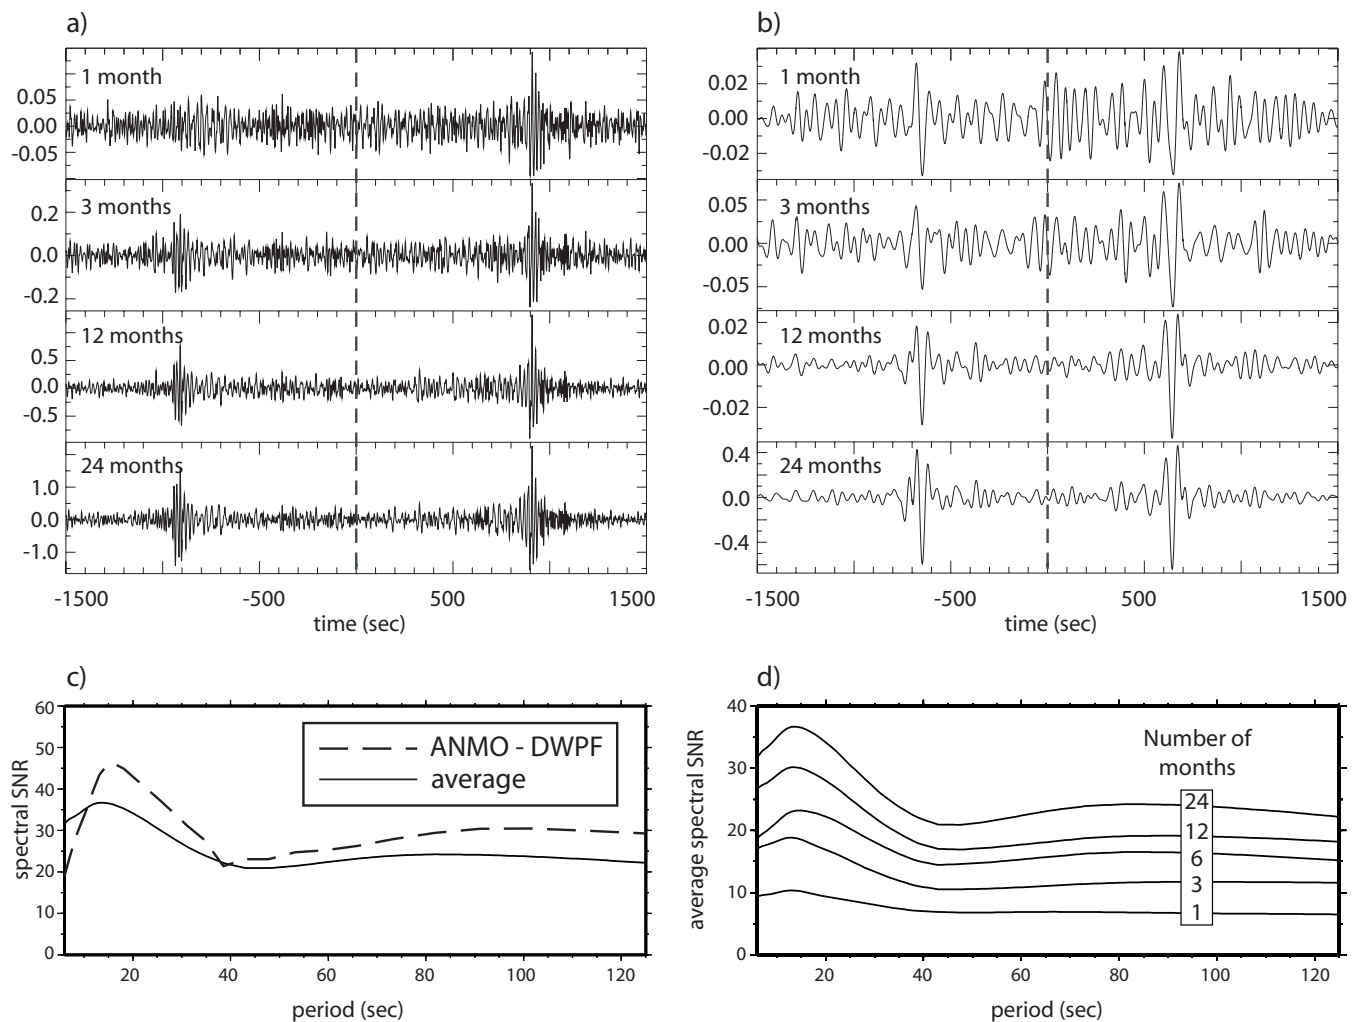 a)
1 month
0.05
0.00
-0.05
3 months
0.2
0.0
-0.2
12 months
0.5
0.0
-0.5
24 months
1.0
0.0
-1.0
-1500 -500 500 1500
time (sec)
b)
1 month
0.02
0.00
-0.02
3 months
0.05
0.00
-0.05
12 months
0.02
0.00
-0.02
24 months
0.4
0.0
-0.4
-1500 -500 500 1500
time (sec)
c)
spectral SNR
60
50
40
30
20
10
0
ANMO - DWPF
average
20 40 60 80 100 120
period (sec)
d)
average spectral SNR
40
30
20
10
0
Number of
months
24
12
6
3
1
20 40 60 80 100 120
period (sec)